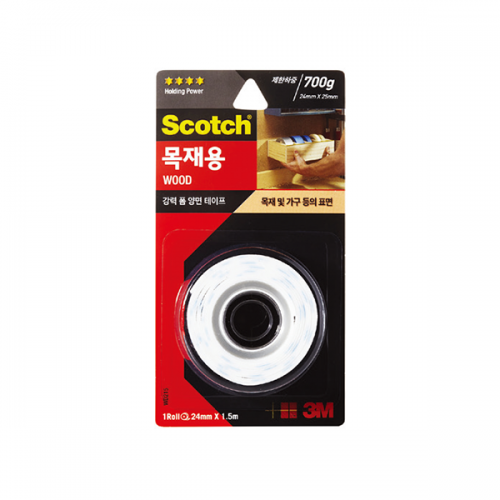 ★★★★
Holding Power
제한하중 700g
24mm X 25mm
Scotch
목재용
WOOD
강력 폼 양면 테이프
목재 및 가구 등의 표면
1Roll 24mm X 1.5m
3M